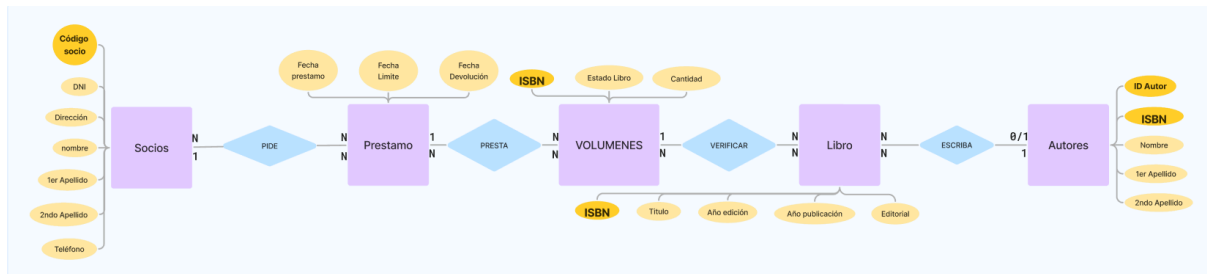 Código
socio
DNI
Dirección
nombre
1er Apellido
2ndo Apellido
Teléfono
Socios
N
1
PIDE
N
N
Fecha
prestamo
Fecha
Limite
Fecha
Devolución
Prestamo
1
N
PRESTA
N
N
ISBN
Estado Libro
Cantidad
VOLUMENES
1
N
VERIFICAR
N
N
Libro
ISBN
Titulo
Año edición
Año publicación
Editorial
N
N
ESCRIBA
0/1
1
Autores
ID Autor
ISBN
Nombre
1er Apellido
2ndo Apellido